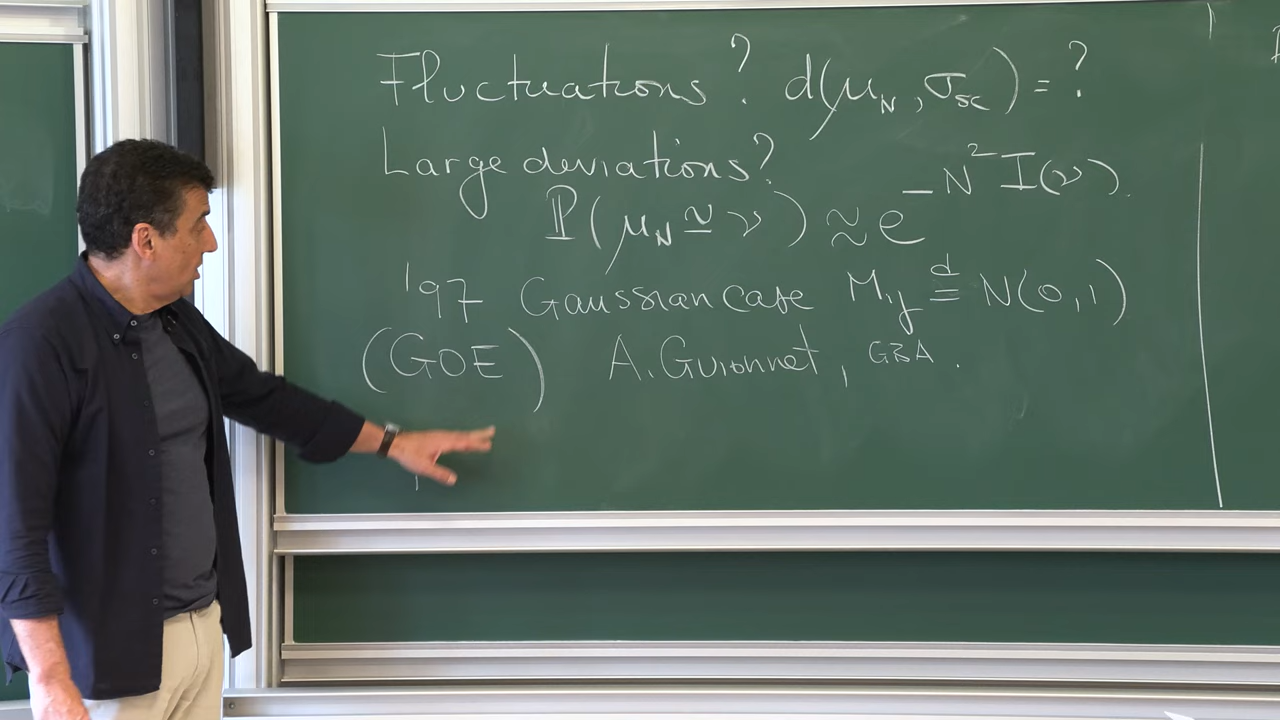 Fluctuations? d(μ_N, σ_sc) = ?
Large deviations?
ℙ(μ_N ≃ ν) ≈ e^{-N² I(ν)}.
'97 Gaussian case M_ij =^d N(0,1)
(GOE) A. Guionnet, GBA.